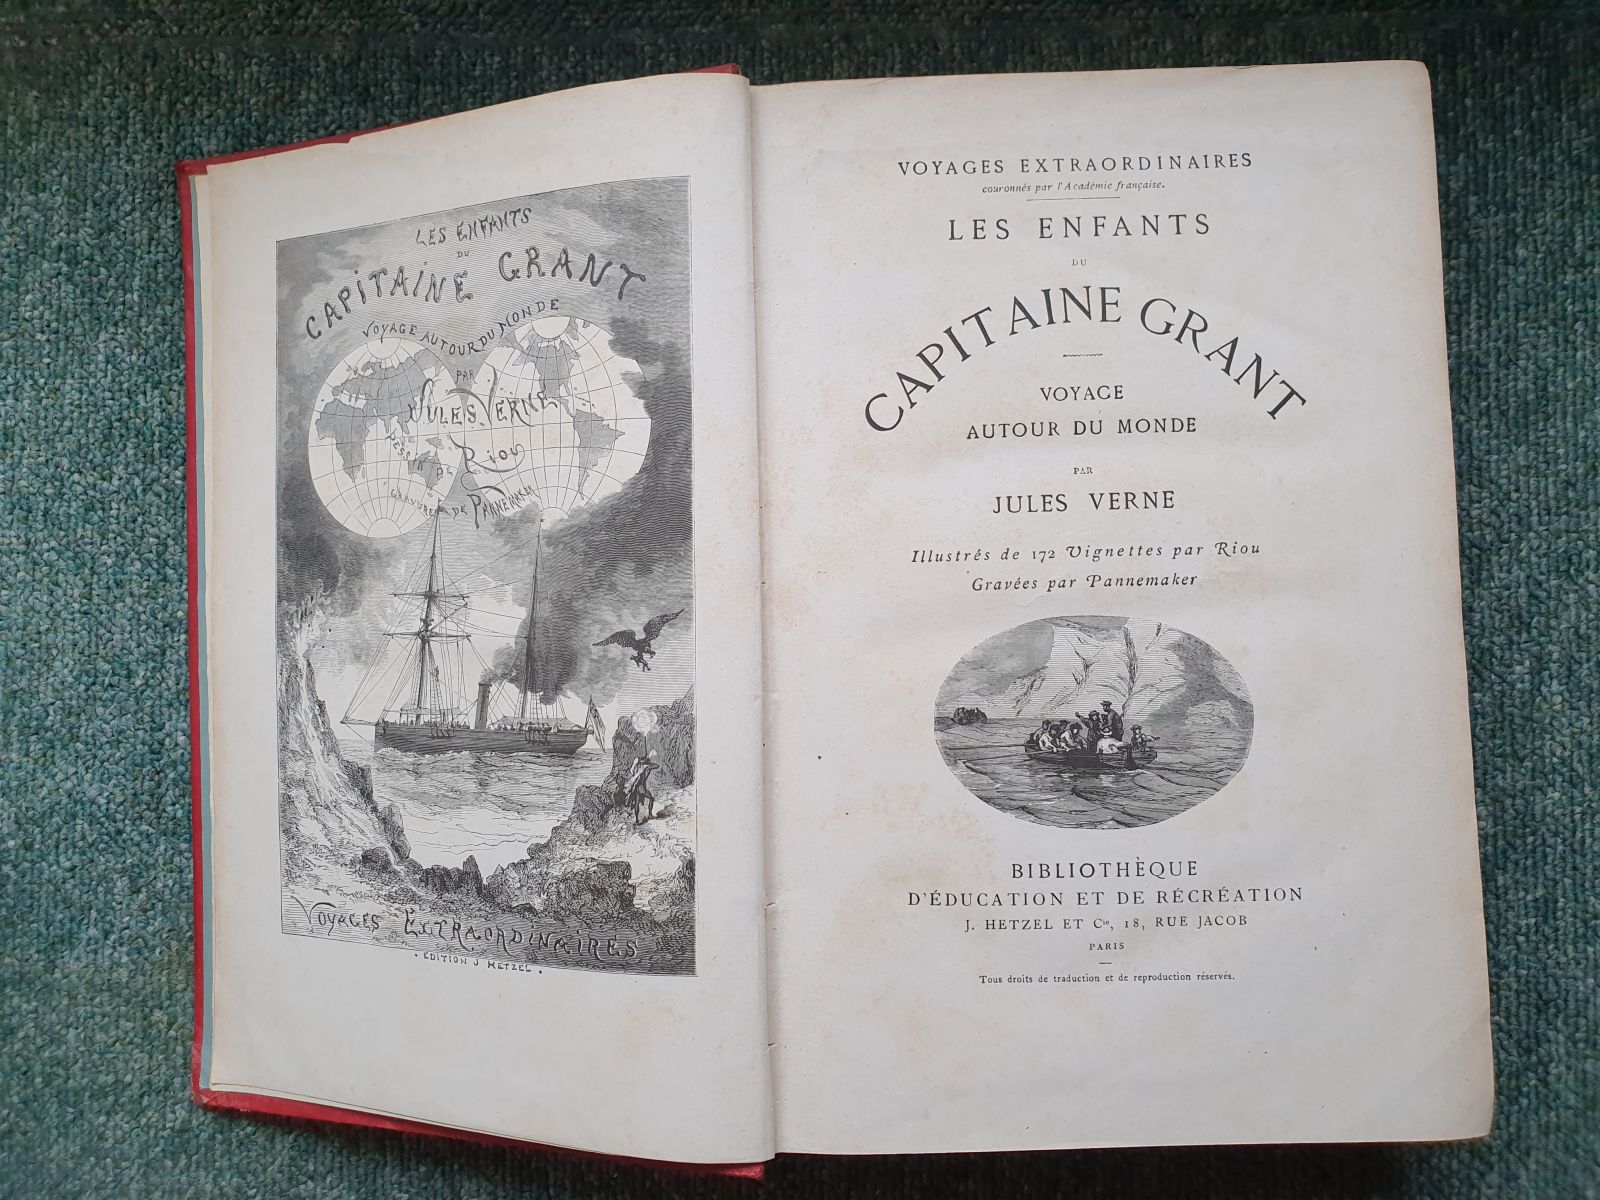 LES ENFANTS
DU
CAPITAINE GRANT
VOYAGE AUTOUR DU MONDE
PAR
JULES VERNE
DESSIN DE RIOU
GRAVURE DE PANNEMAKER
VOYAGES EXTRAORDINAIRES
• EDITION J HETZEL •
VOYAGES EXTRAORDINAIRES
couronnés par l'Académie française.
LES ENFANTS
DU
CAPITAINE GRANT
VOYAGE
AUTOUR DU MONDE
PAR
JULES VERNE
Illustrés de 172 Vignettes par Riou
Gravées par Pannemaker
BIBLIOTHÈQUE
D'ÉDUCATION ET DE RÉCRÉATION
J. HETZEL ET Cie, 18, RUE JACOB
PARIS
Tous droits de traduction et de reproduction réservés.